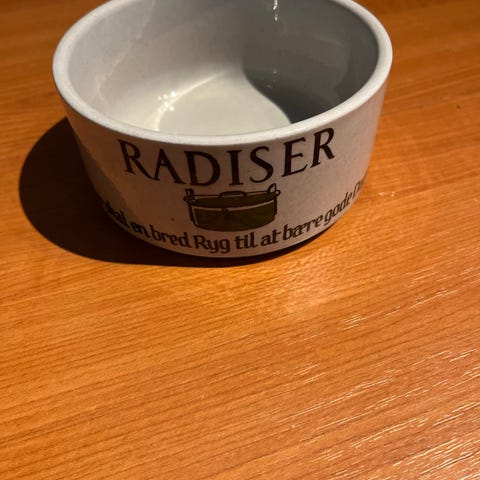 RADISER
en bred Ryg til at bære gode